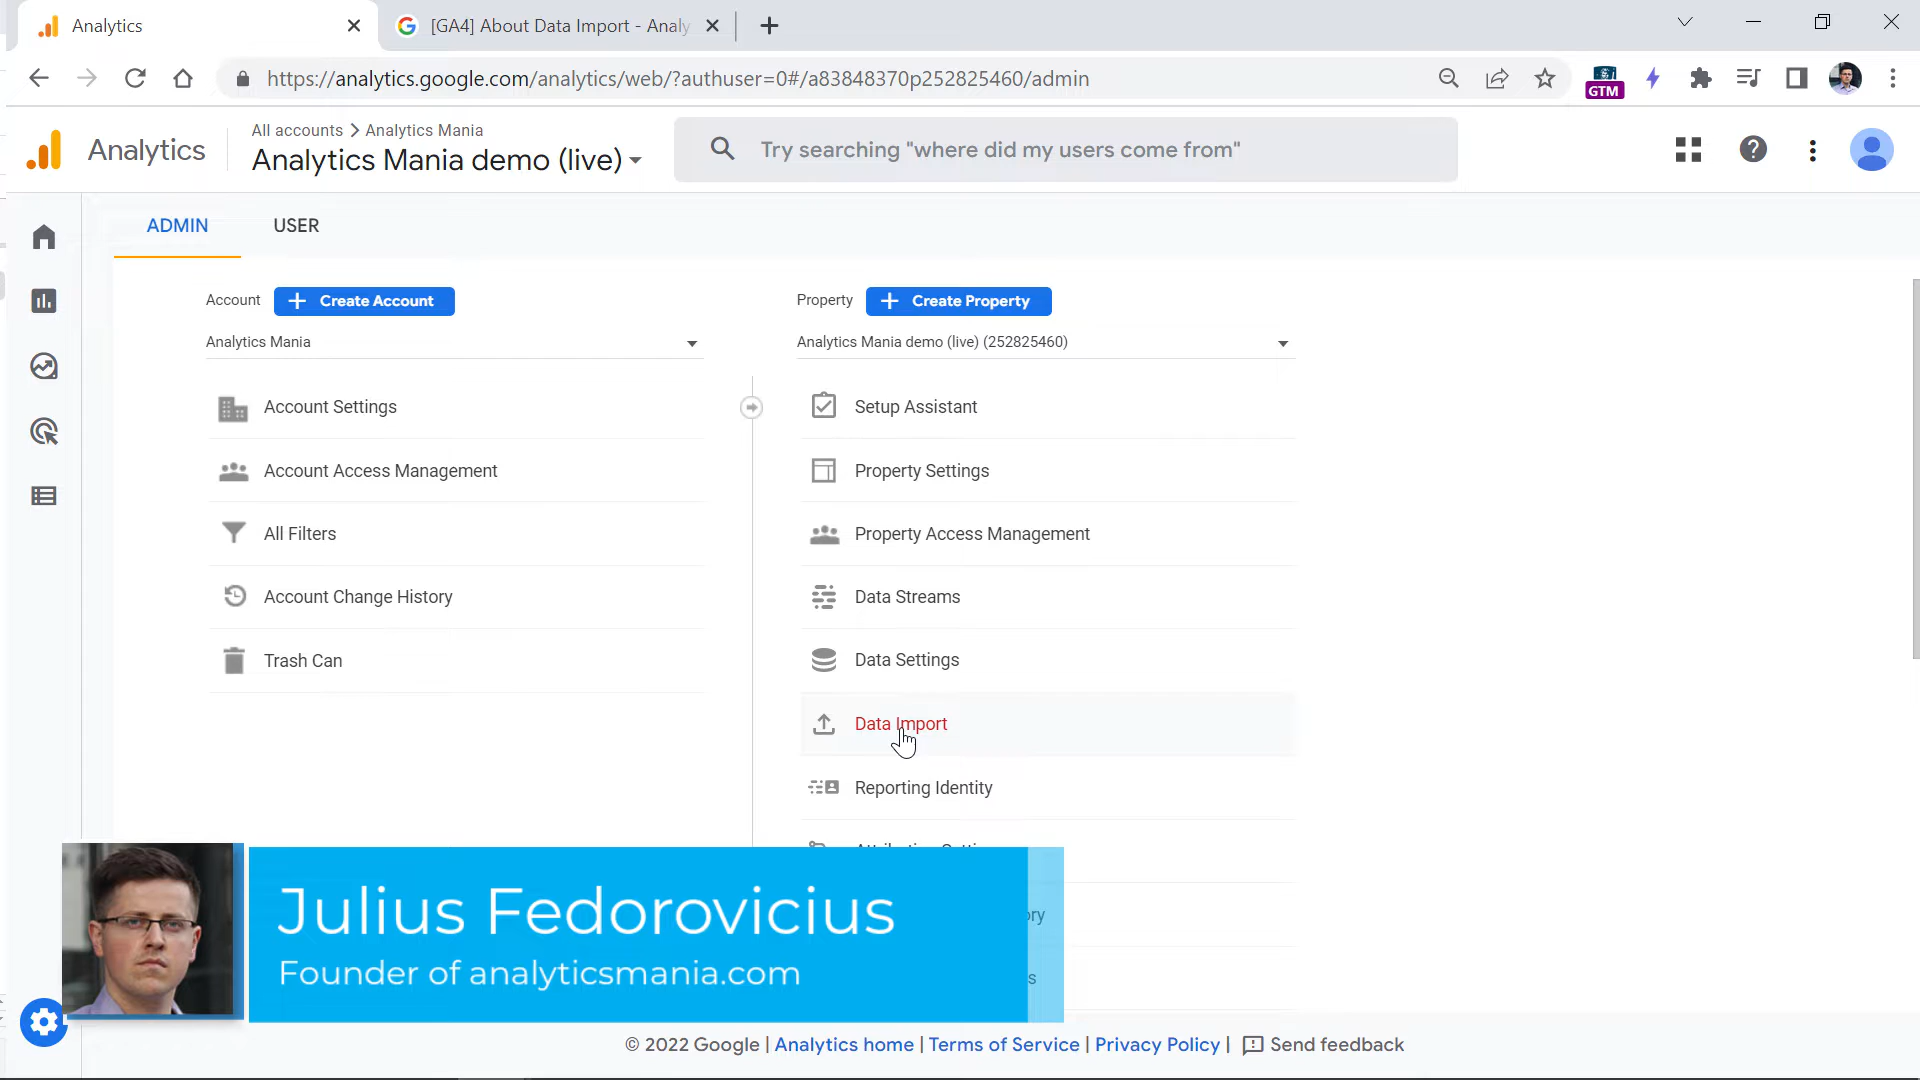 Analytics
[GA4] About Data Import - Analy
https://analytics.google.com/analytics/web/?authuser=0#/a83848370p252825460/admin
GTM
Analytics
All accounts > Analytics Mania
Analytics Mania demo (live)
Try searching "where did my users come from"
ADMIN
USER
Account
Create Account
Analytics Mania
Account Settings
Account Access Management
All Filters
Account Change History
Trash Can
Property
Create Property
Analytics Mania demo (live) (252825460)
Setup Assistant
Property Settings
Property Access Management
Data Streams
Data Settings
Data Import
Reporting Identity
ory
s
Julius Fedorovicius
Founder of analyticsmania.com
© 2022 Google | Analytics home | Terms of Service | Privacy Policy | Send feedback